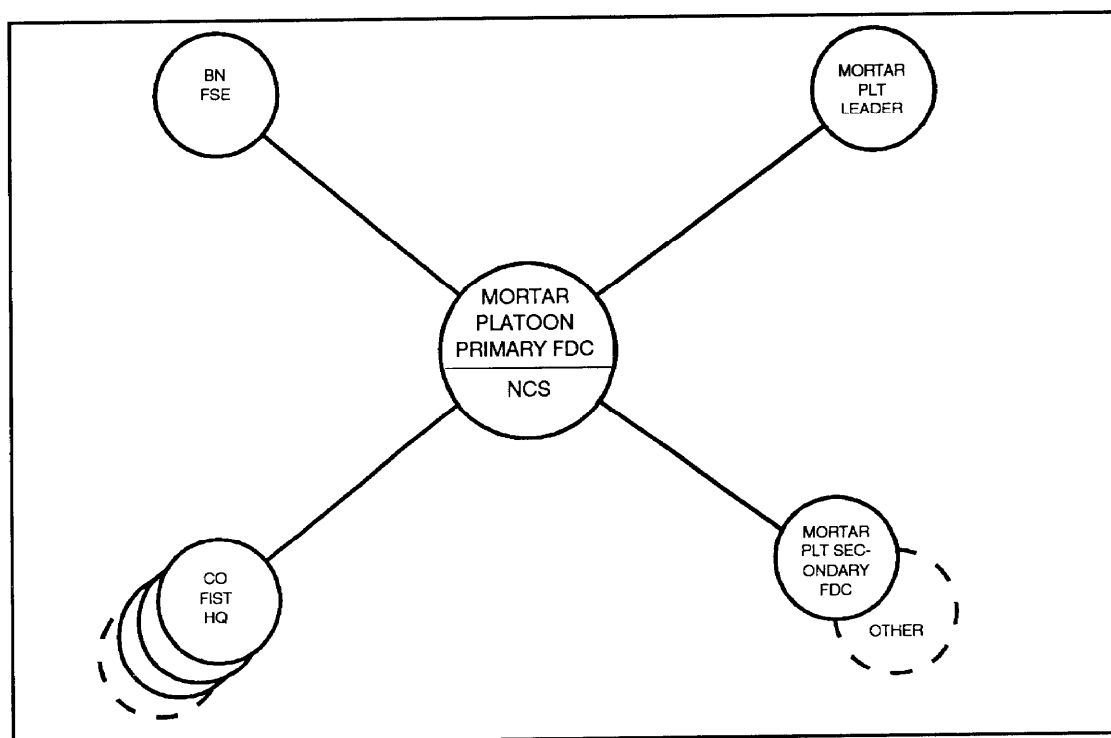 BN
FSE
MORTAR
PLT
LEADER
MORTAR
PLATOON
PRIMARY FDC
NCS
CO
FIST
HQ
MORTAR
PLT SEC-
ONDARY
FDC
OTHER